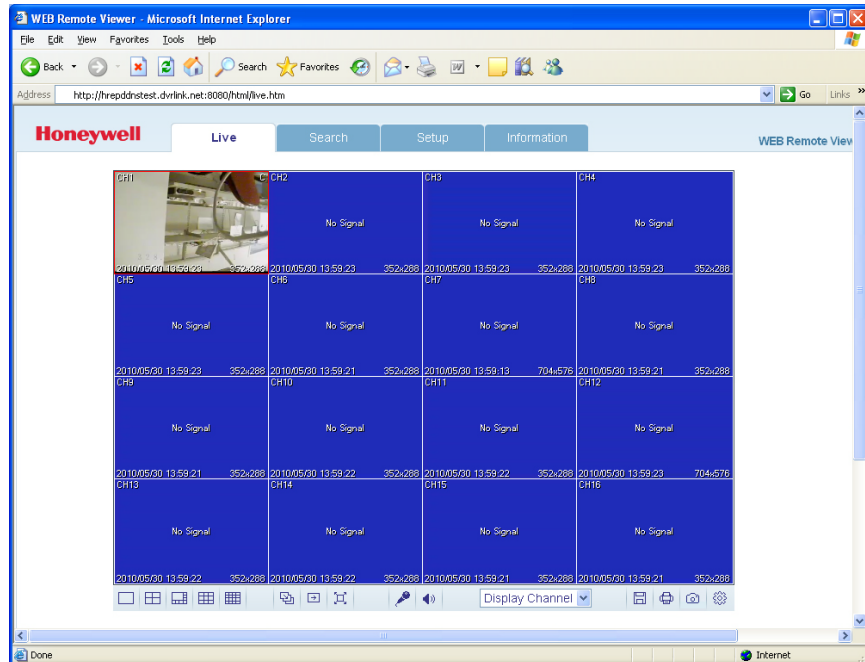 WEB Remote Viewer - Microsoft Internet Explorer
File Edit View Favorites Tools Help
Back Search Favorites
Address http://hrepddnstest.dvrlink.net:8080/html/live.htm Go Links »
Honeywell Live Search Setup Information WEB Remote View
CH1 C CH2 CH3 CH4
No Signal No Signal No Signal
2010/05/30 13:59:23 352x288 2010/05/30 13:59:23 352x288 2010/05/30 13:59:23 352x288 2010/05/30 13:59:23 352x288
CH5 CH6 CH7 CH8
No Signal No Signal No Signal No Signal
2010/05/30 13:59:23 352x288 2010/05/30 13:59:21 352x288 2010/05/30 13:59:13 704x576 2010/05/30 13:59:21 352x288
CH9 CH10 CH11 CH12
No Signal No Signal No Signal No Signal
2010/05/30 13:59:21 352x288 2010/05/30 13:59:22 352x288 2010/05/30 13:59:22 352x288 2010/05/30 13:59:23 704x576
CH13 CH14 CH15 CH16
No Signal No Signal No Signal No Signal
2010/05/30 13:59:22 352x288 2010/05/30 13:59:22 352x288 2010/05/30 13:59:21 352x288 2010/05/30 13:59:21 352x288
Display Channel
Done Internet